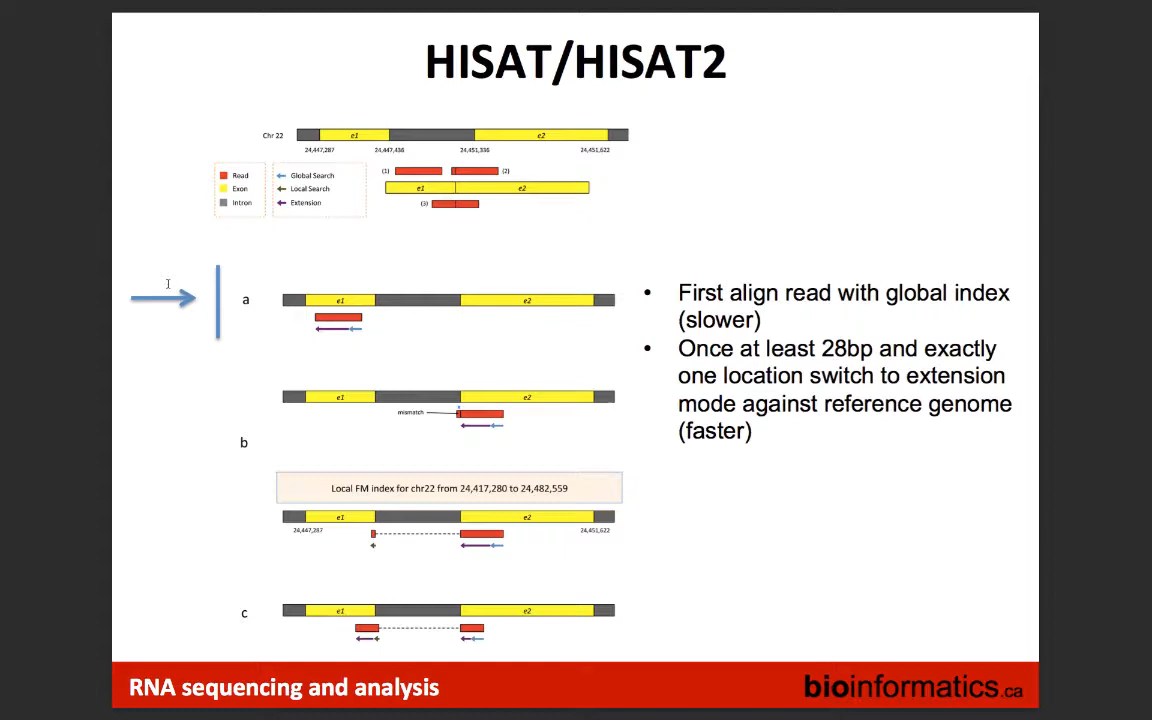 HISAT/HISAT2
Chr 22
e1
e2
24,447,287
24,447,436
24,451,336
24,451,622
Read
Exon
Intron
Global Search
Local Search
Extension
(1)
(2)
e1
e2
(3)
a
e1
e2
• First align read with global index
(slower)
• Once at least 28bp and exactly
one location switch to extension
mode against reference genome
(faster)
e1
e2
mismatch
b
Local FM index for chr22 from 24,417,280 to 24,482,559
e1
e2
24,447,287
24,451,622
c
e1
e2
RNA sequencing and analysis
bioinformatics.ca